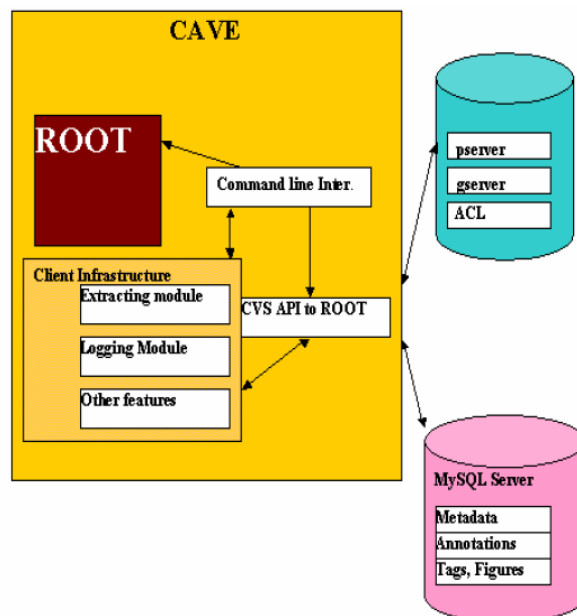 CAVE
ROOT
Command line Inter.
Client Infrastructure
Extracting module
Logging Module
Other features
CVS API to ROOT
pserver
gserver
ACL
MySQL Server
Metadata
Annotations
Tags, Figures